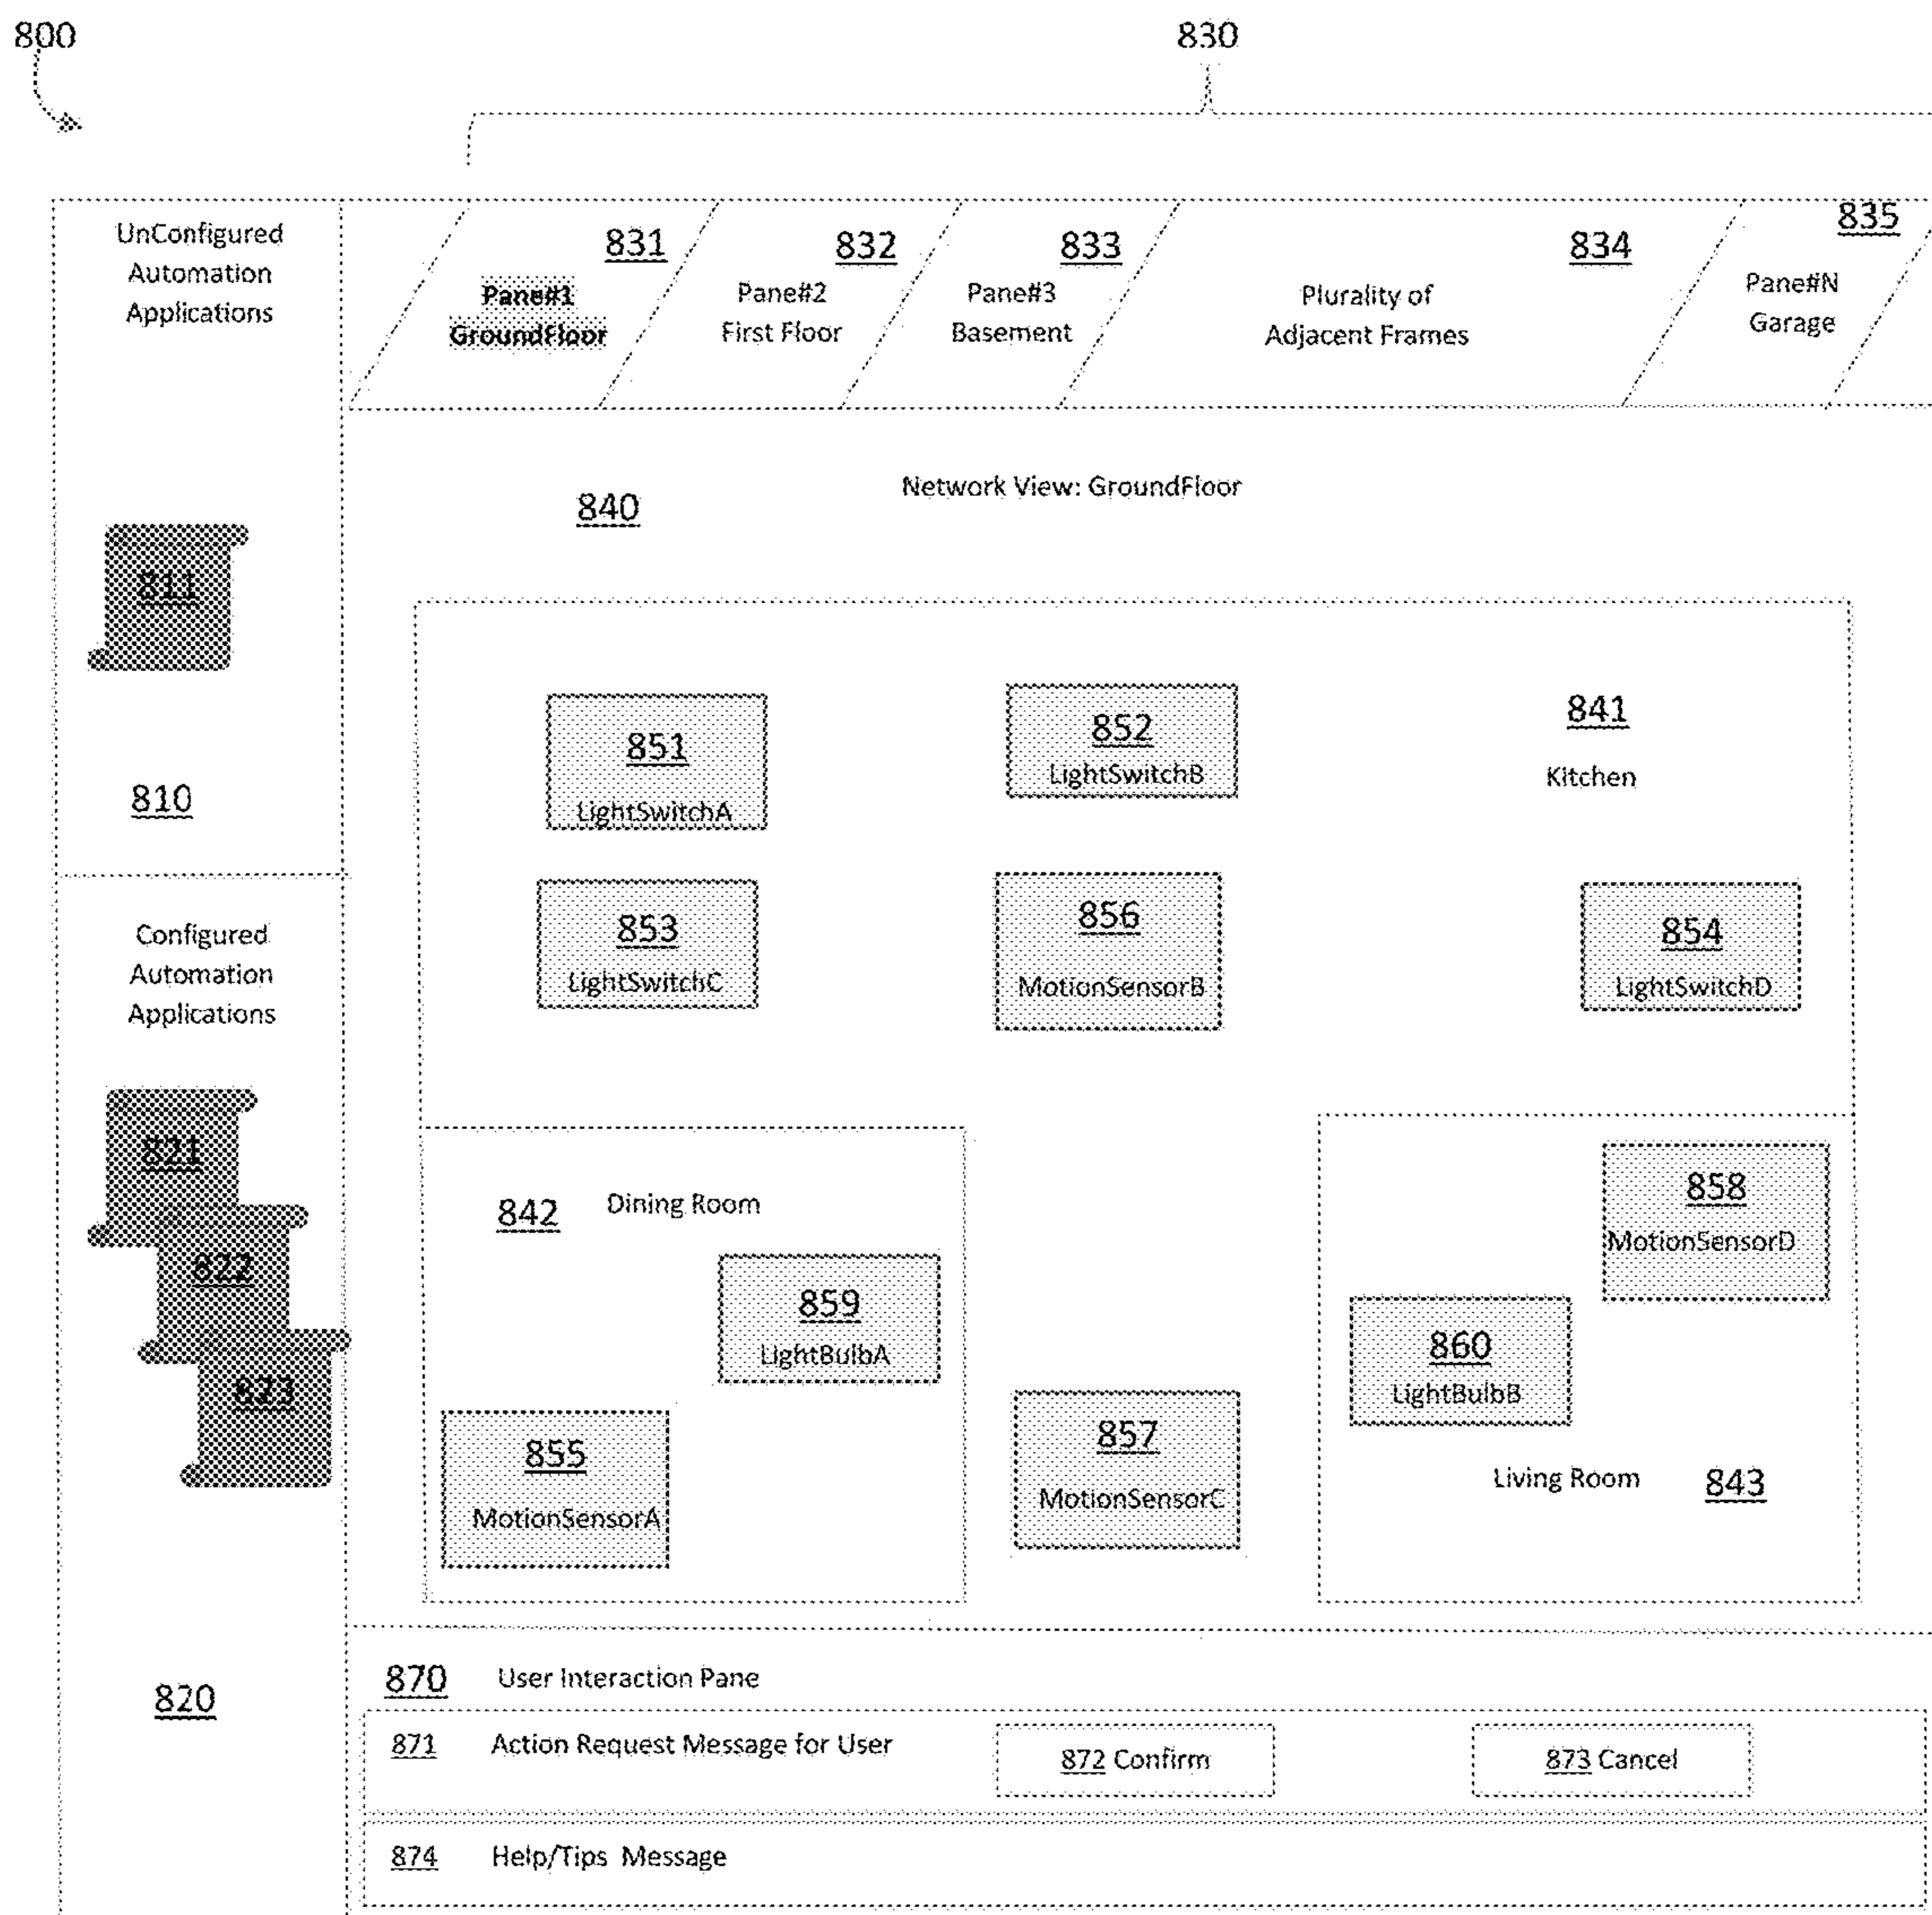 800
830
UnConfigured
Automation
Applications
831
Pane#1
GroundFloor
832
Pane#2
First Floor
833
Pane#3
Basement
834
Plurality of
Adjacent Frames
835
Pane#N
Garage
811
810
840
Network View: GroundFloor
851
LightSwitchA
852
LightSwitchB
841
Kitchen
853
LightSwitchC
856
MotionSensorB
854
LightSwitchD
Configured
Automation
Applications
821
822
823
820
842 Dining Room
859
LightBulbA
855
MotionSensorA
857
MotionSensorC
858
MotionSensorD
860
LightBulbB
Living Room 843
870 User Interaction Pane
871 Action Request Message for User
872 Confirm
873 Cancel
874 Help/Tips Message